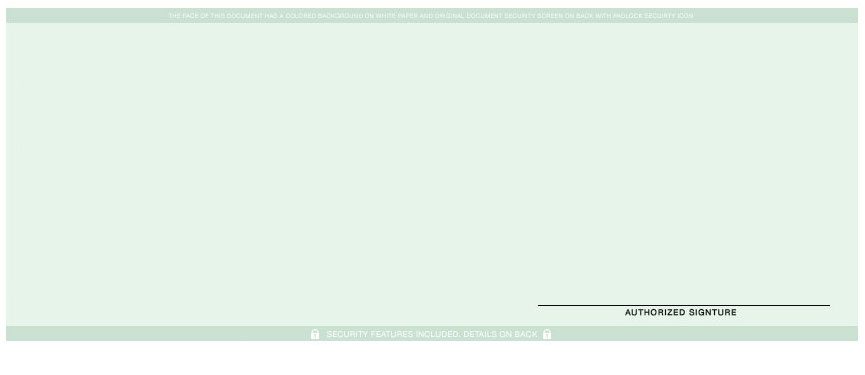 THE FACE OF THIS DOCUMENT HAS A COLORED BACKGROUND ON WHITE PAPER AND ORIGINAL DOCUMENT SECURITY SCREEN ON BACK WITH PADLOCK SECURITY ICON
AUTHORIZED SIGNTURE
SECURITY FEATURES INCLUDED. DETAILS ON BACK